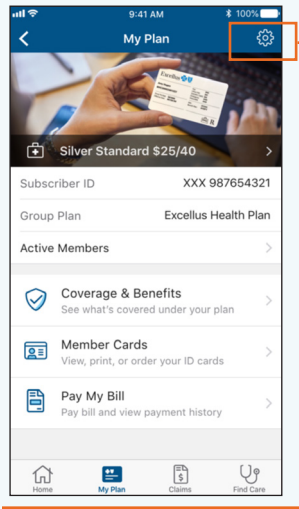 9:41 AM
100%
My Plan
Excellus
Silver Standard $25/40
Subscriber ID
XXX 987654321
Group Plan
Excellus Health Plan
Active Members
Coverage & Benefits
See what's covered under your plan
Member Cards
View, print, or order your ID cards
Pay My Bill
Pay bill and view payment history
Home
My Plan
Claims
Find Care